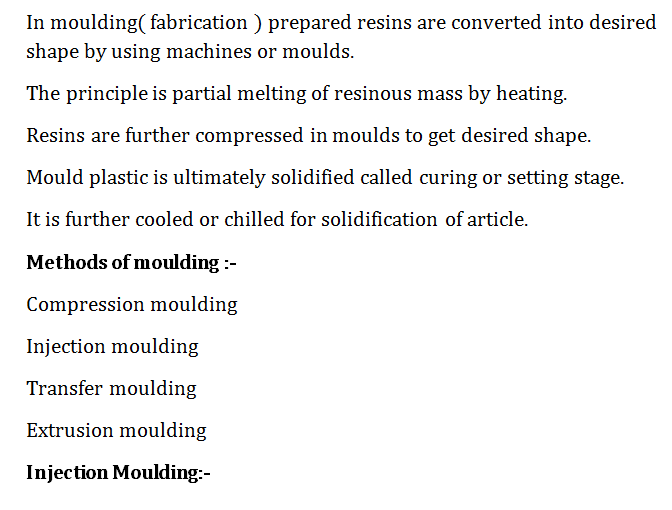 In moulding( fabrication ) prepared resins are converted into desired
shape by using machines or moulds.
The principle is partial melting of resinous mass by heating.
Resins are further compressed in moulds to get desired shape.
Mould plastic is ultimately solidified called curing or setting stage.
It is further cooled or chilled for solidification of article.
Methods of moulding :-
Compression moulding
Injection moulding
Transfer moulding
Extrusion moulding
Injection Moulding:-